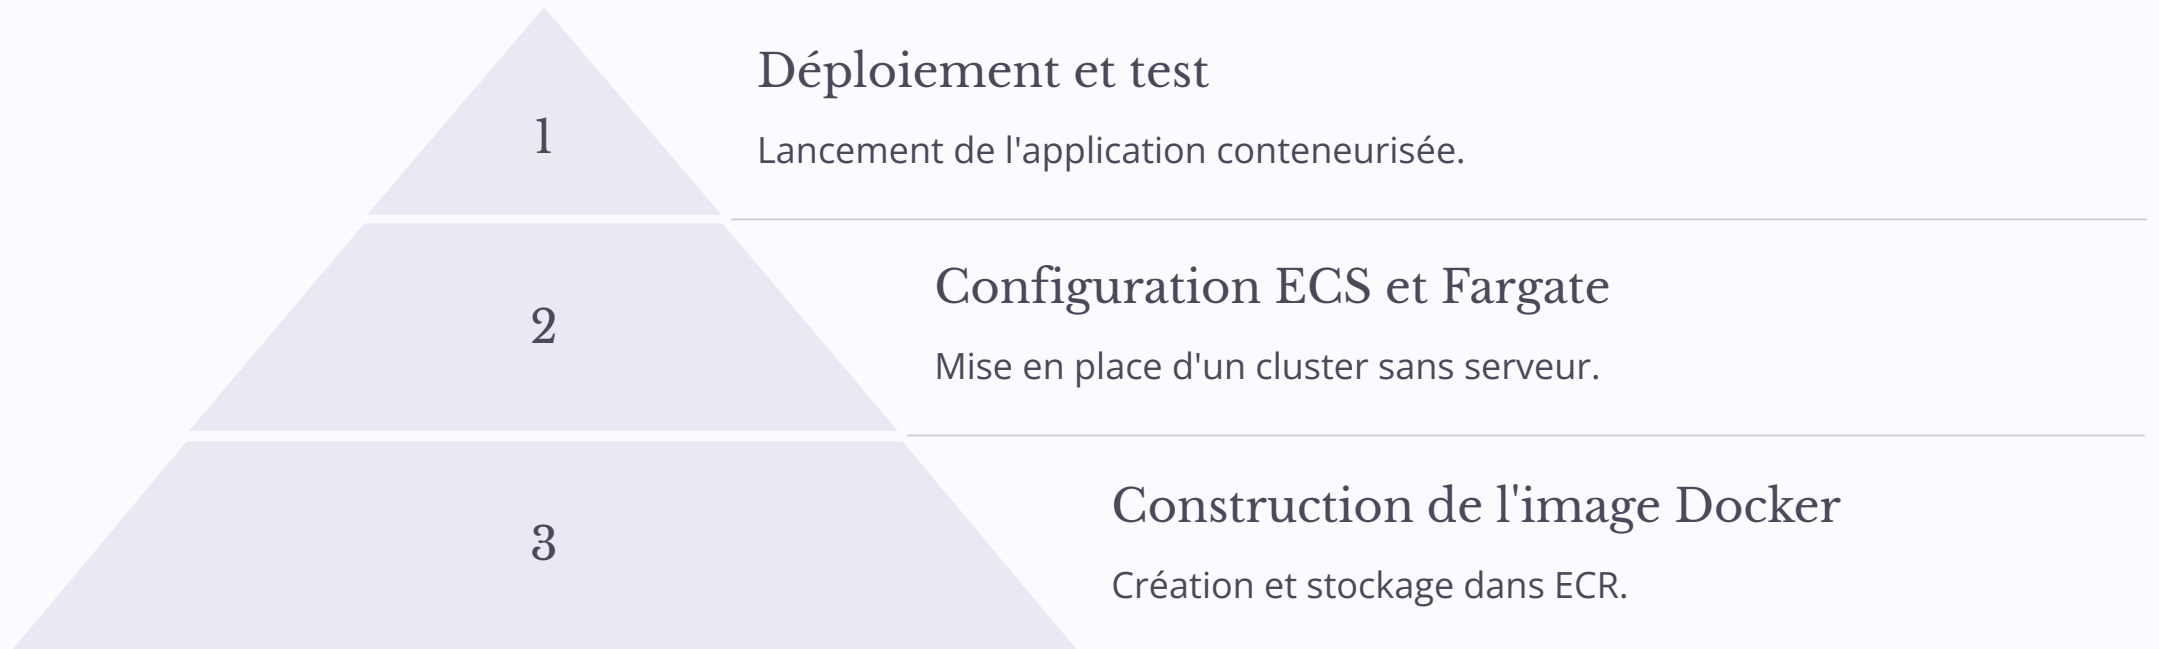 1
Déploiement et test
Lancement de l'application conteneurisée.
2
Configuration ECS et Fargate
Mise en place d'un cluster sans serveur.
3
Construction de l'image Docker
Création et stockage dans ECR.